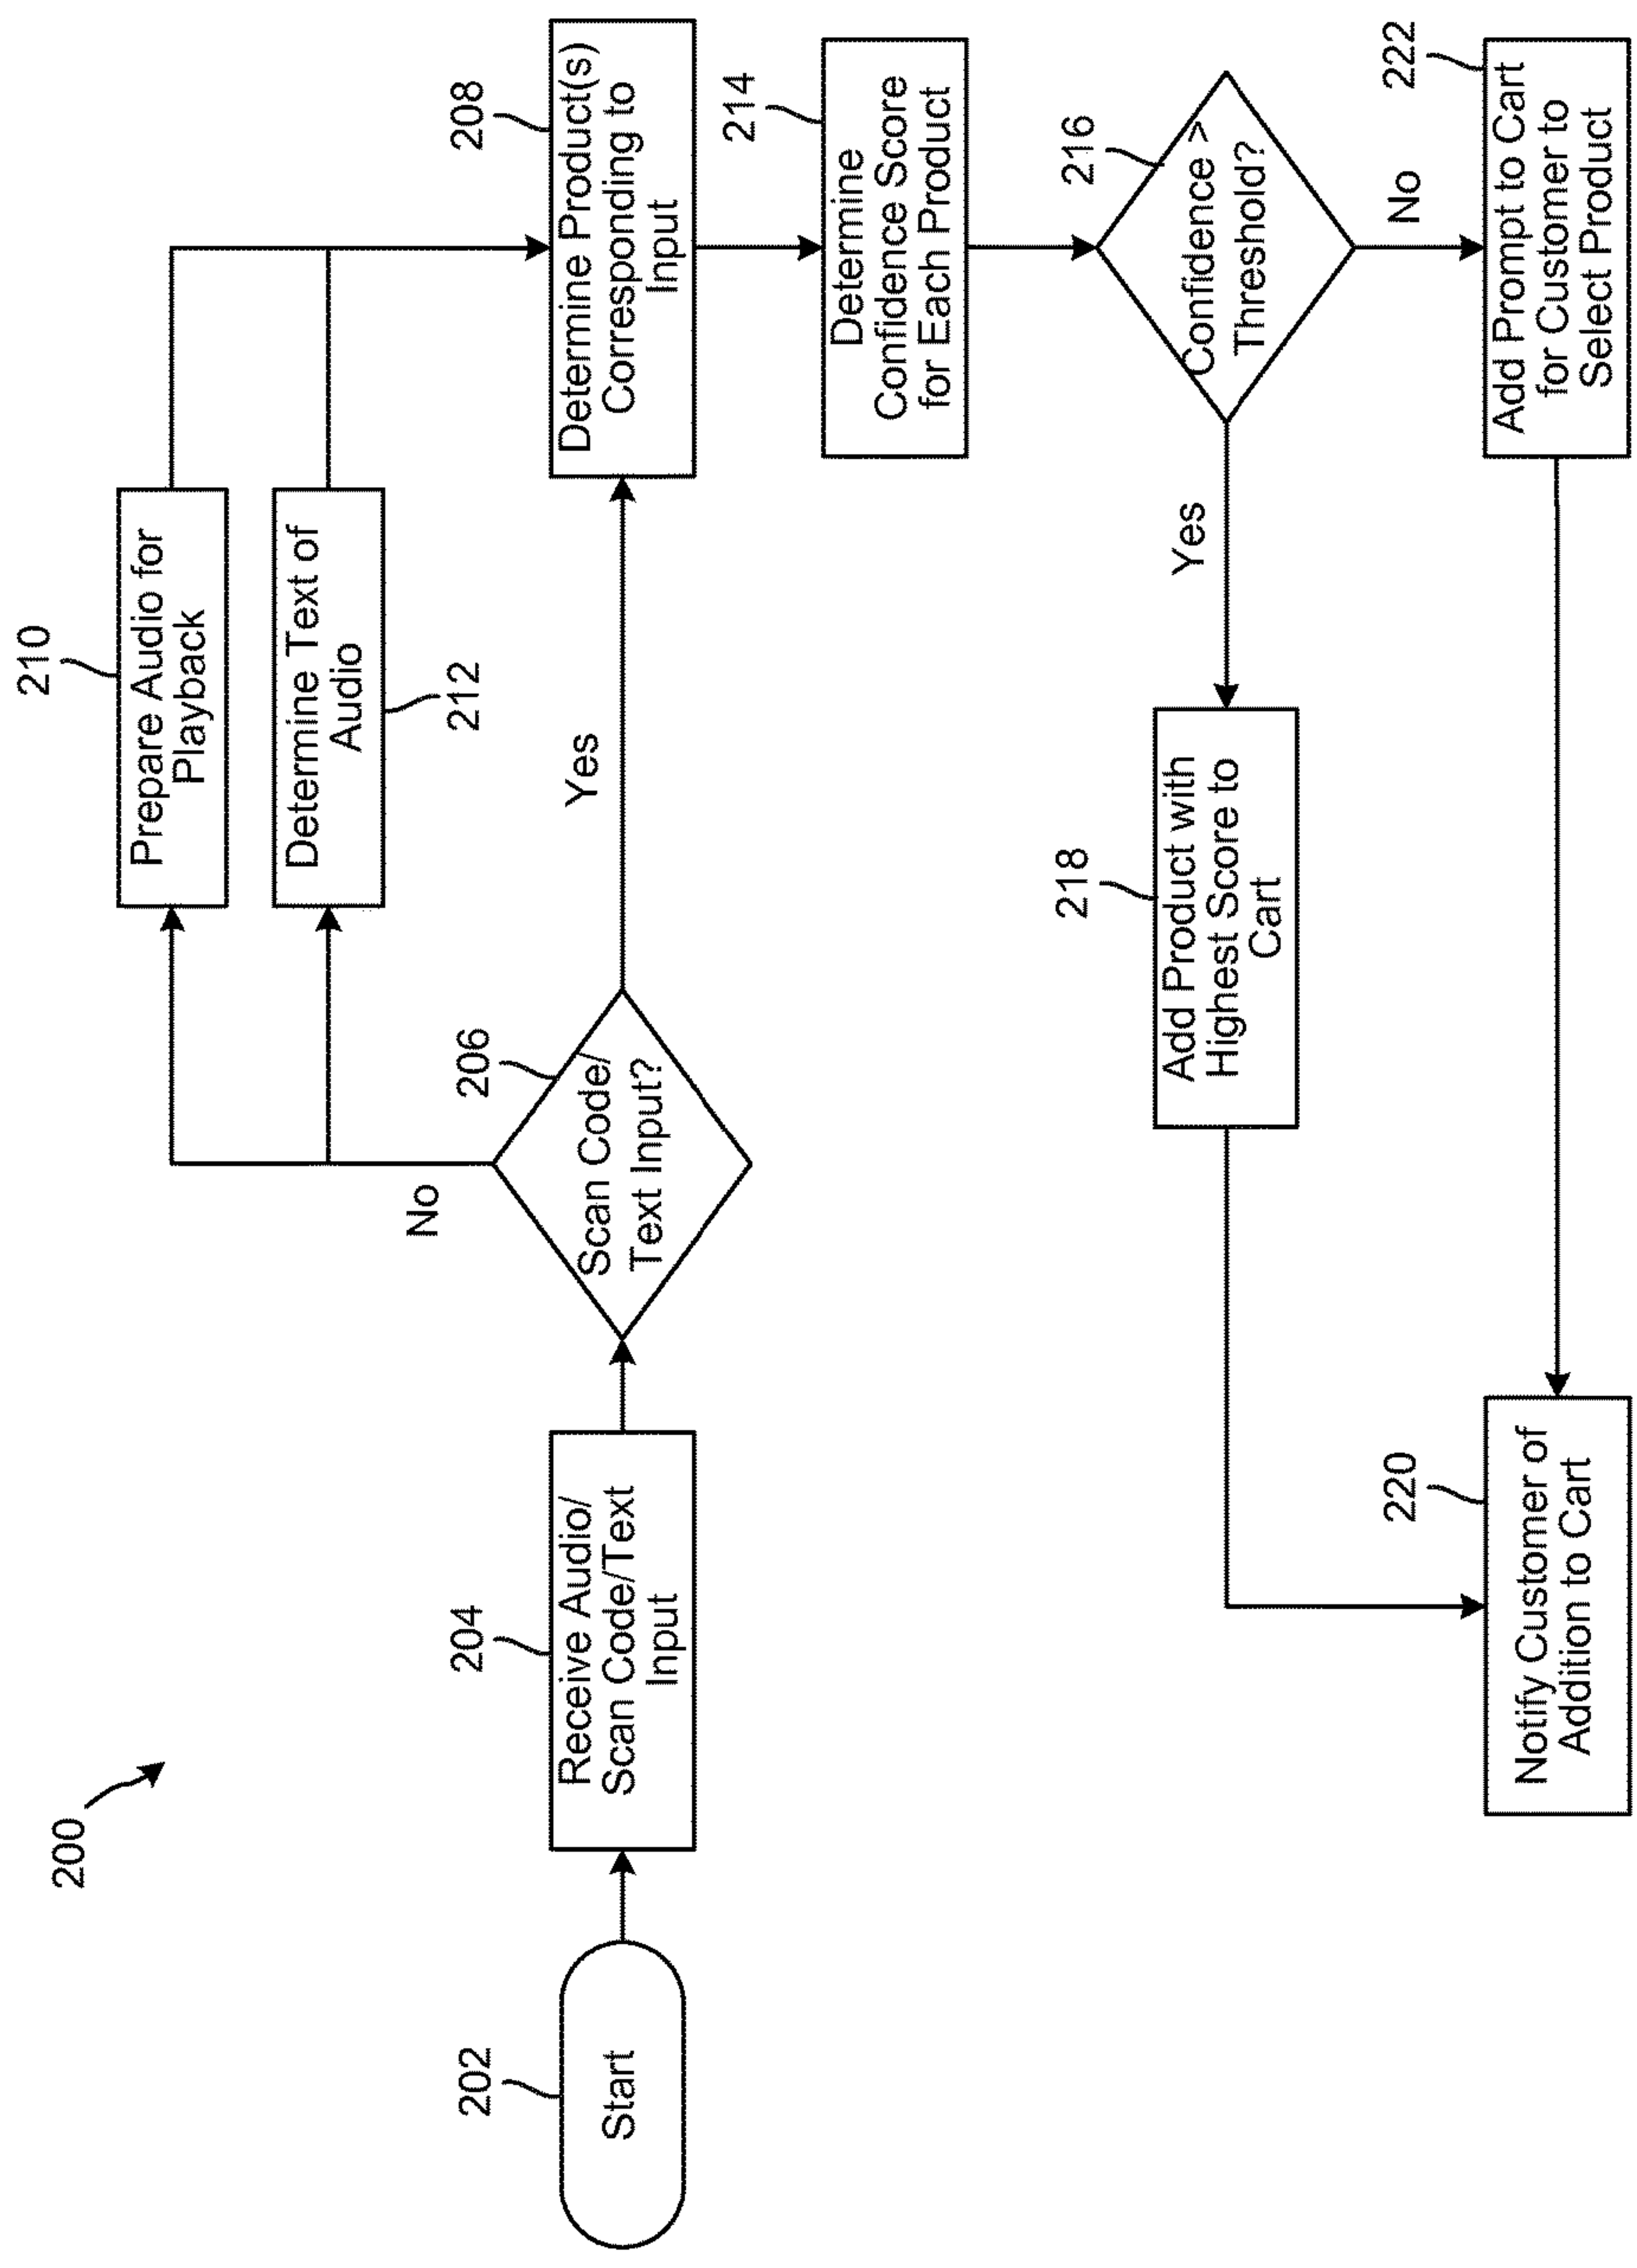 200
202
Start
204
Receive Audio/
Scan Code/Text
Input
206
Scan Code/
Text Input?
No
Yes
210
Prepare Audio for
Playback
Determine Text of
Audio
212
208
Determine Product(s)
Corresponding to
Input
214
Determine
Confidence Score
for Each Product
216
Confidence >
Threshold?
Yes
No
218
Add Product with
Highest Score to
Cart
222
Add Prompt to Cart
for Customer to
Select Product
220
Notify Customer of
Addition to Cart